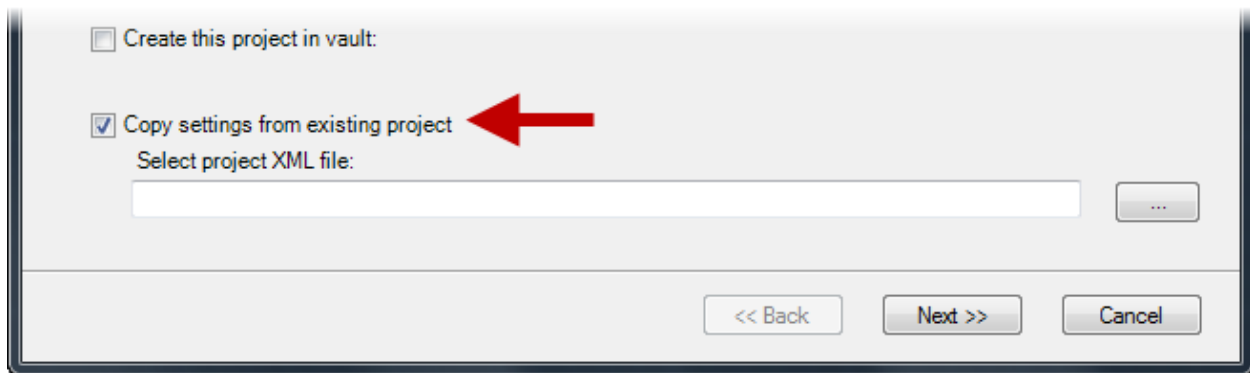 Create this project in vault:
Copy settings from existing project
Select project XML file:
...
<< Back Next >> Cancel